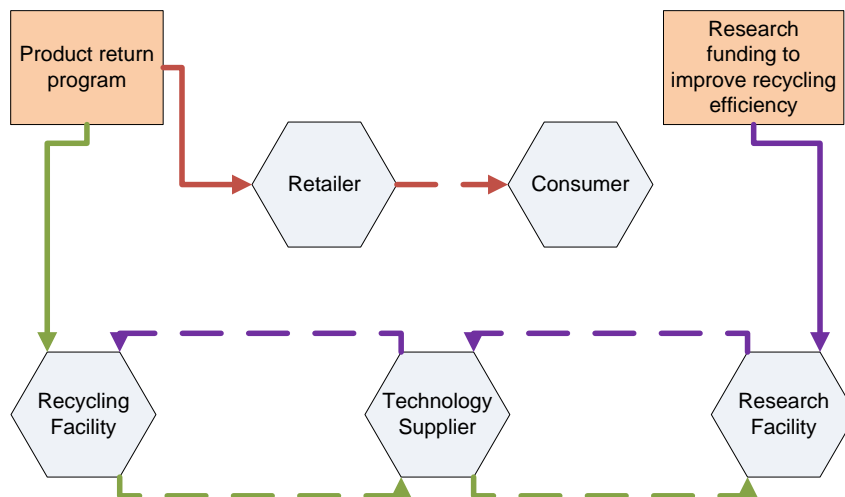 Product return
program
Research
funding to
improve recycling
efficiency
Retailer
Consumer
Recycling
Facility
Technology
Supplier
Research
Facility